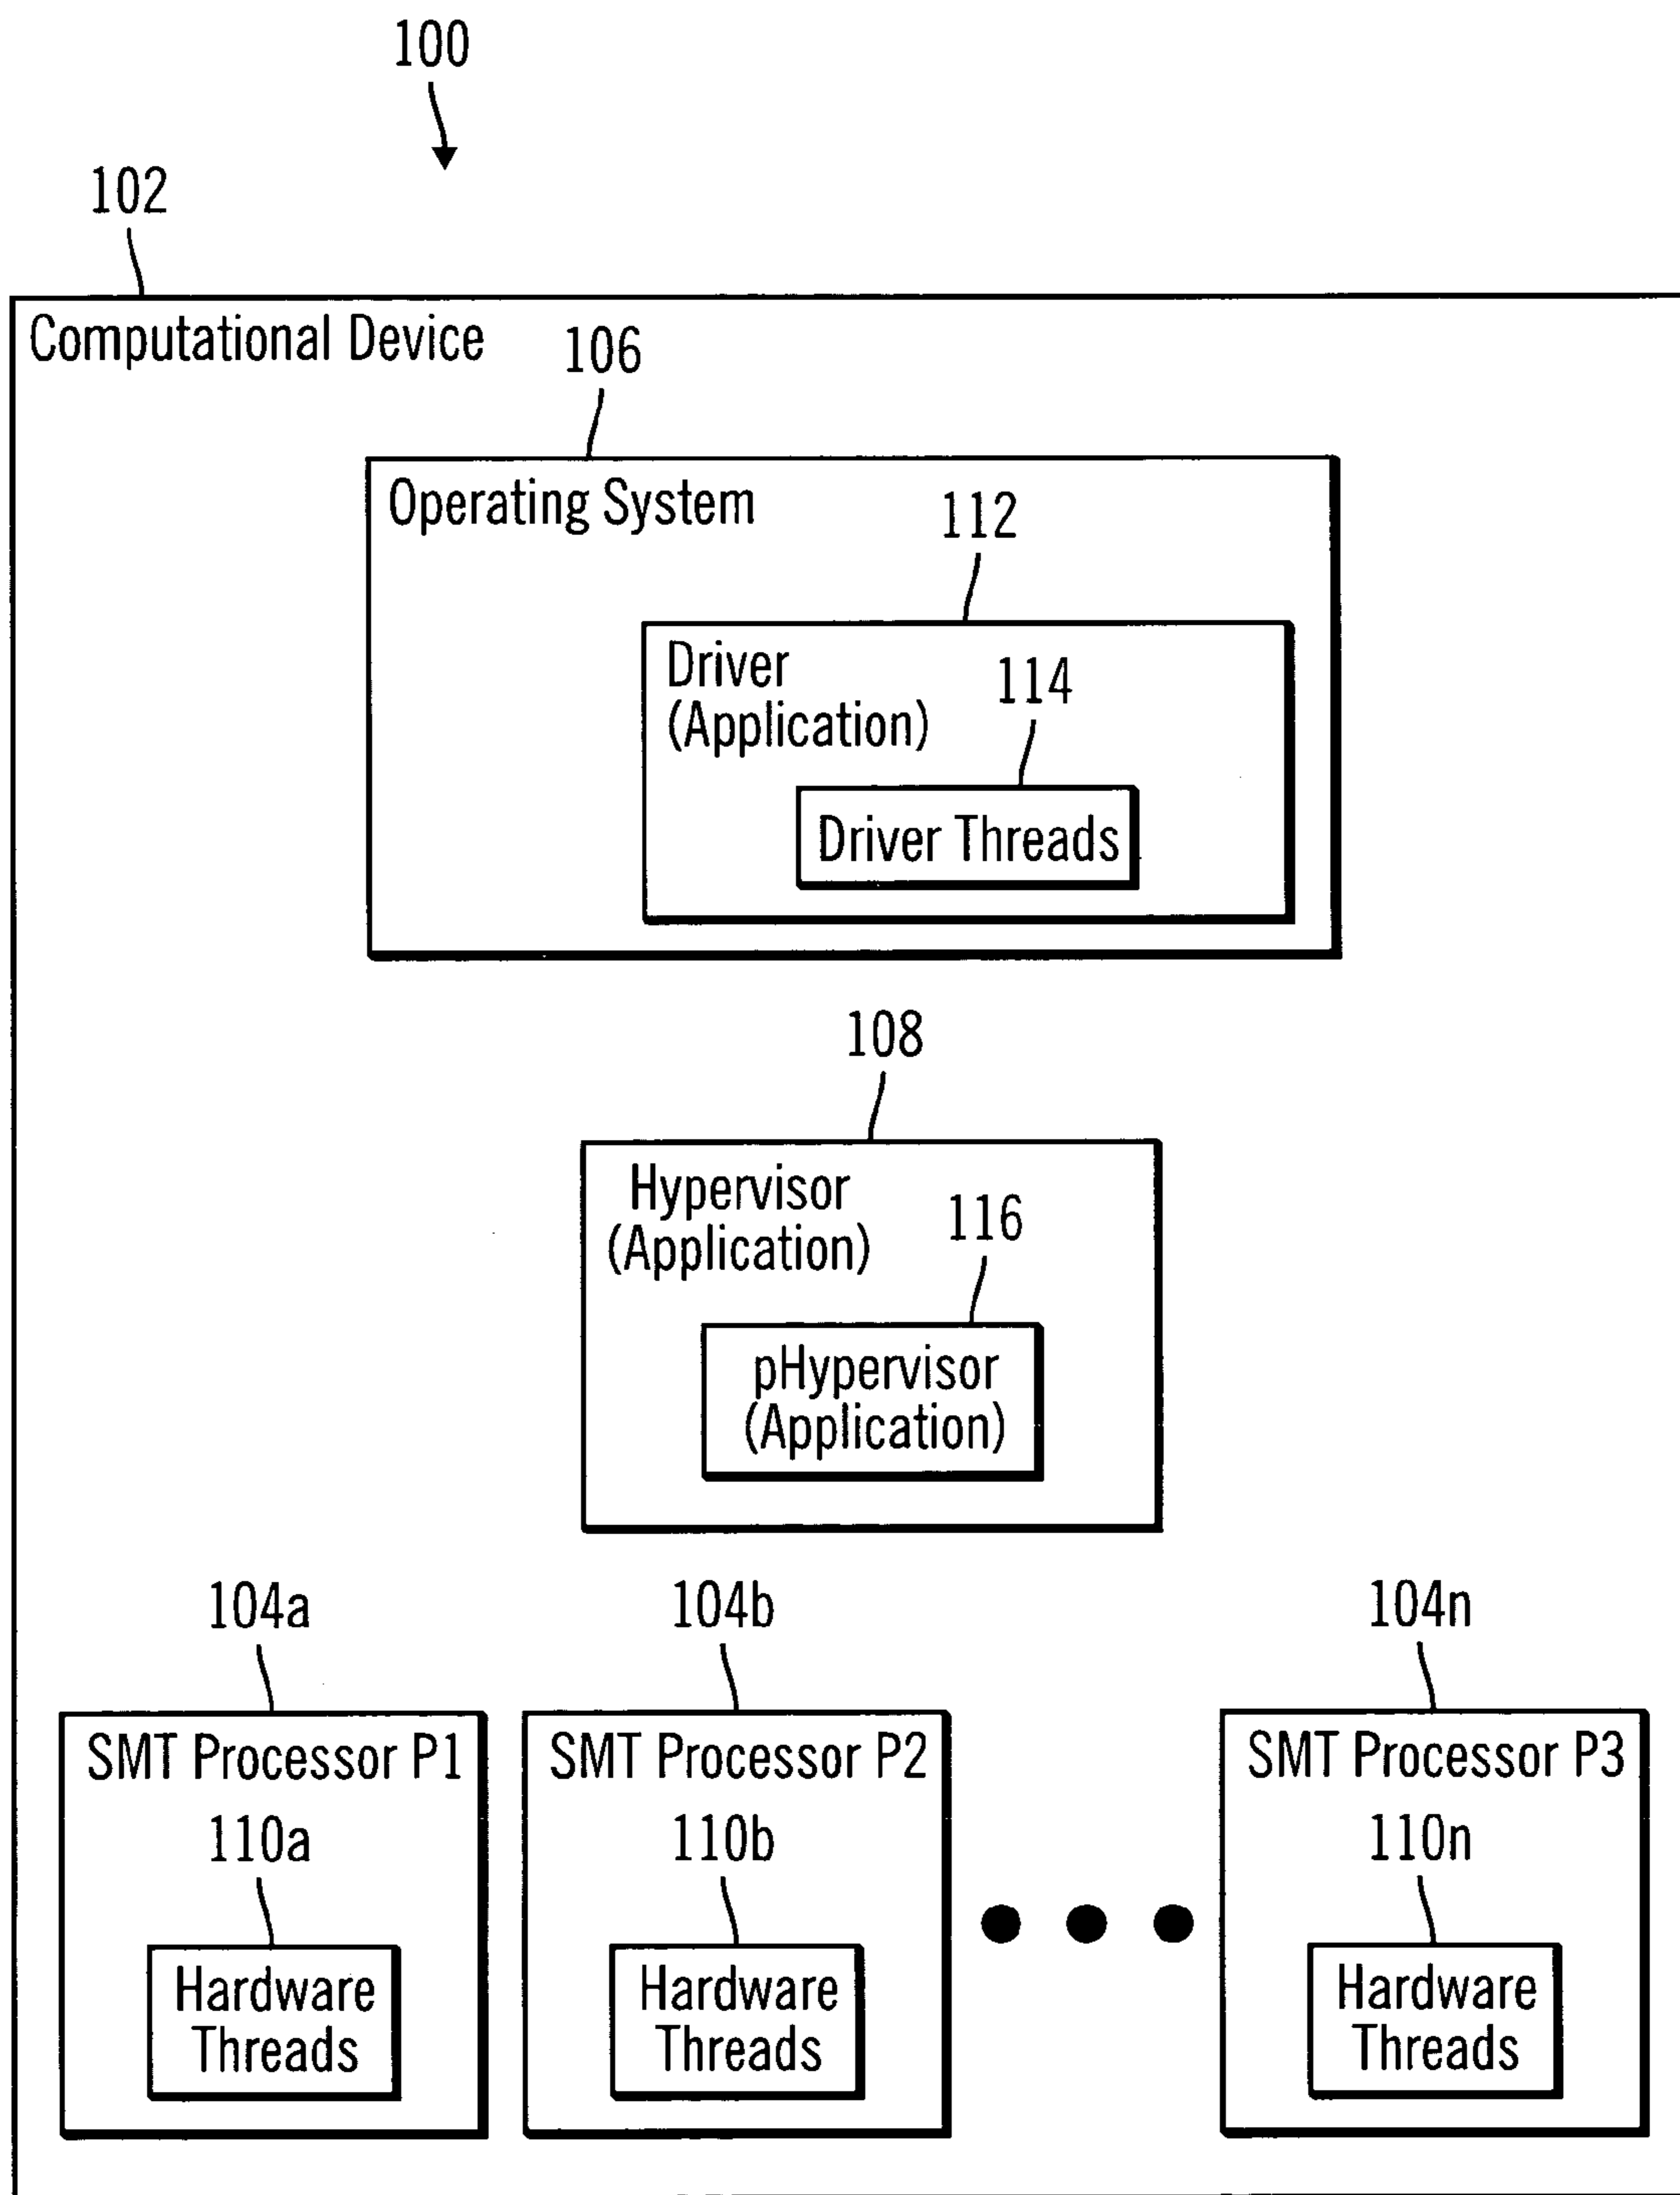 100
102
Computational Device
106
Operating System
112
Driver
(Application)
114
Driver Threads
108
Hypervisor
(Application)
116
pHypervisor
(Application)
104a
104b
104n
SMT Processor P1
SMT Processor P2
SMT Processor P3
110a
110b
110n
Hardware
Threads
Hardware
Threads
Hardware
Threads